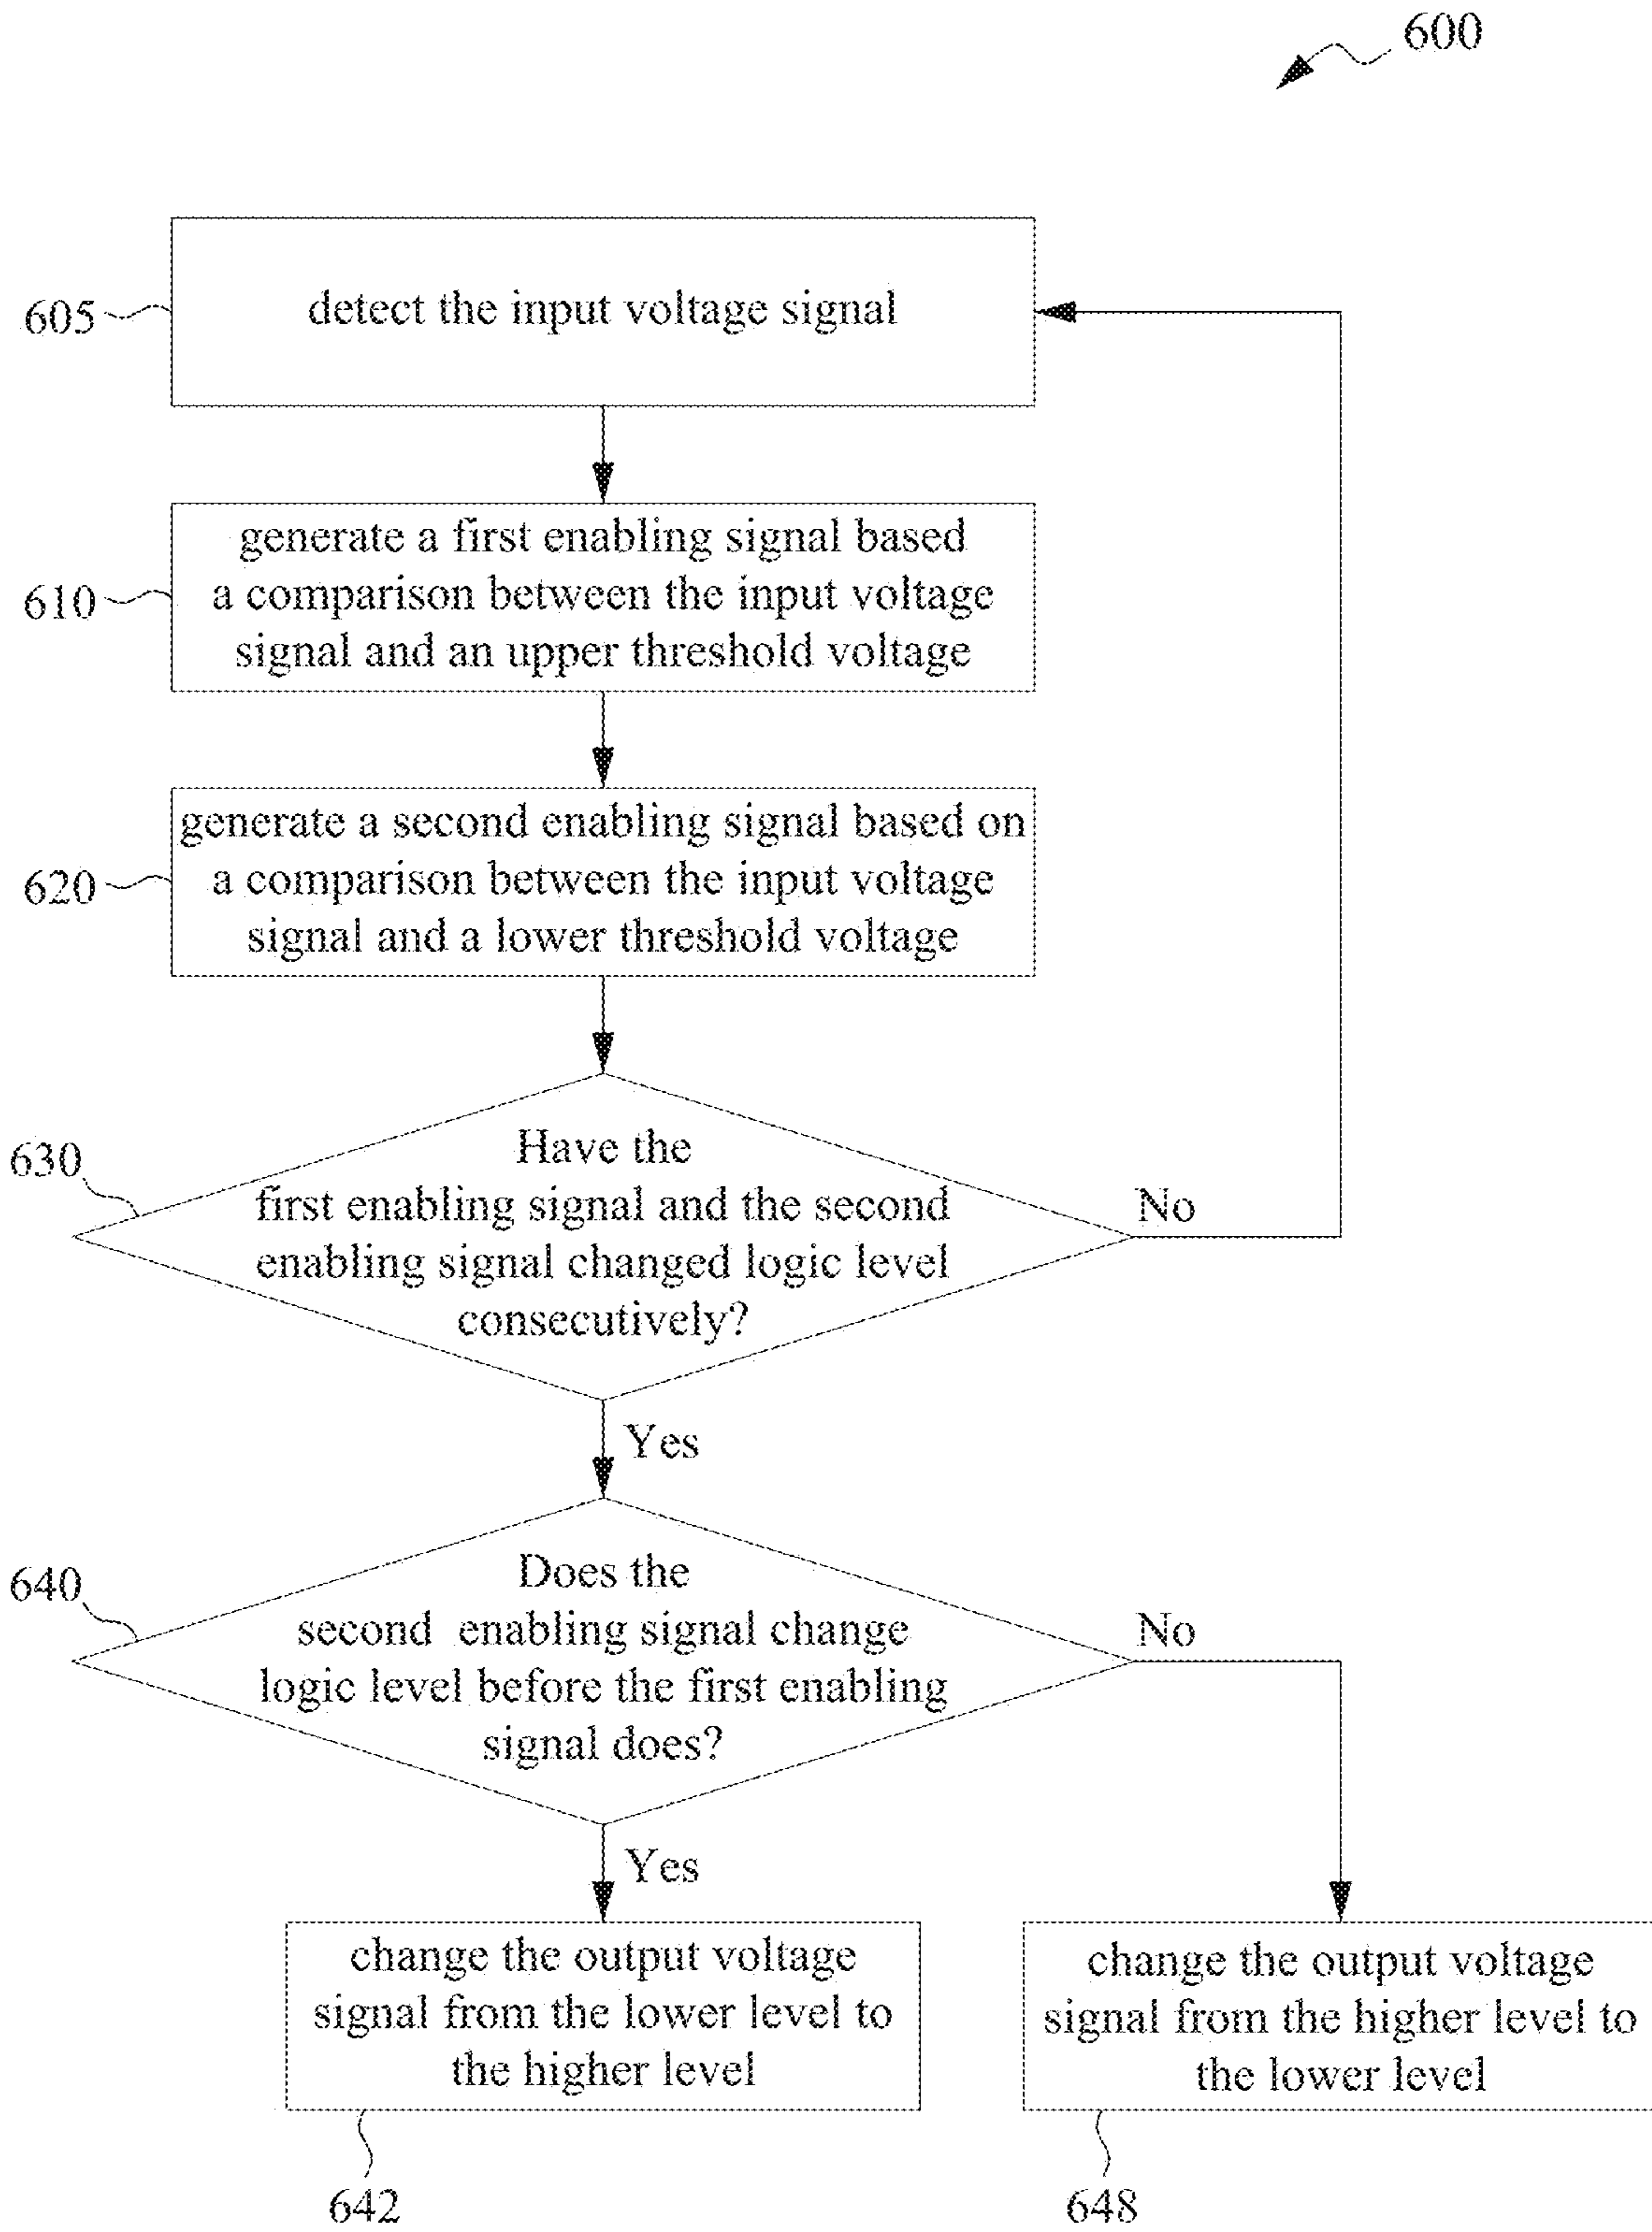 600
605
detect the input voltage signal
610
generate a first enabling signal based
a comparison between the input voltage
signal and an upper threshold voltage
620
generate a second enabling signal based on
a comparison between the input voltage
signal and a lower threshold voltage
630
Have the
first enabling signal and the second
enabling signal changed logic level
consecutively?
No
Yes
640
Does the
second enabling signal change
logic level before the first enabling
signal does?
No
Yes
change the output voltage
signal from the lower level to
the higher level
642
change the output voltage
signal from the higher level to
the lower level
648